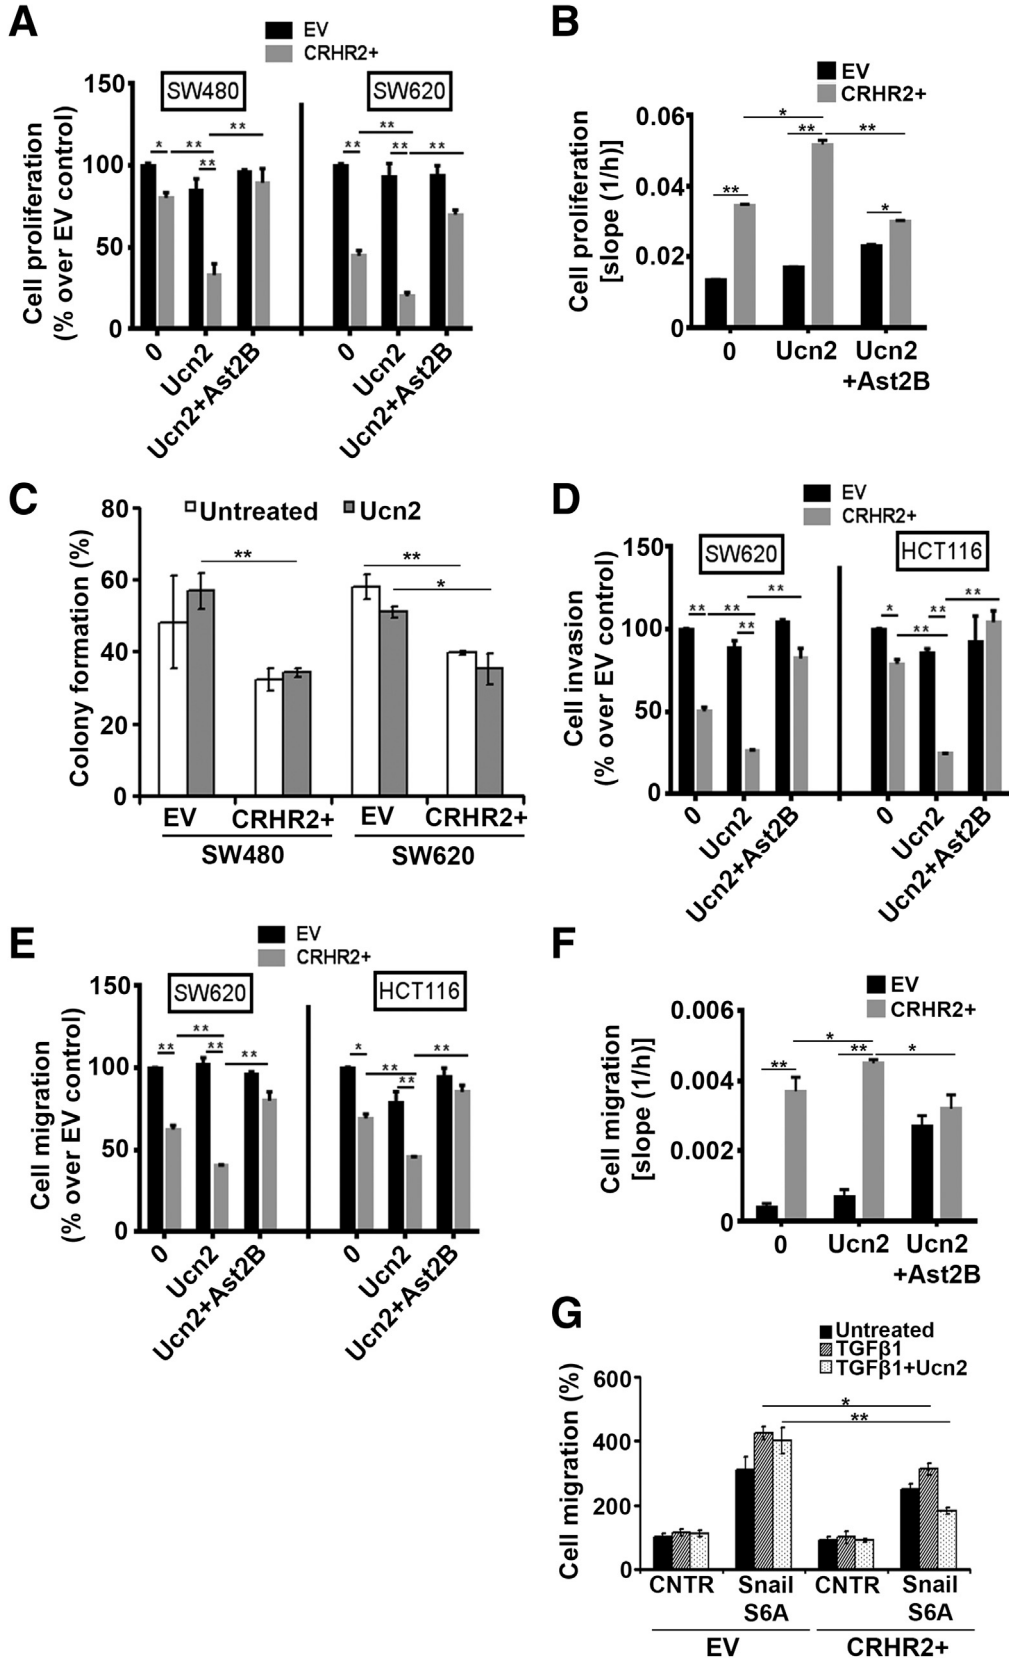 A
EV
CRHR2+
SW480
SW620
Cell proliferation
(% over EV control)
150
100
50
0
* ** ** **
** ** ** **
0
Ucn2
Ucn2+Ast2B
0
Ucn2
Ucn2+Ast2B
B
EV
CRHR2+
Cell proliferation
[slope (1/h)]
0.06
0.04
0.02
0
** * ** ** *
0
Ucn2
Ucn2
+Ast2B
C
Untreated
Ucn2
Colony formation (%)
80
60
40
20
0
** ** *
EV
CRHR2+
EV
CRHR2+
SW480
SW620
D
EV
CRHR2+
SW620
HCT116
Cell invasion
(% over EV control)
150
100
50
0
** ** ** **
* ** ** **
0
Ucn2
Ucn2+Ast2B
0
Ucn2
Ucn2+Ast2B
E
EV
CRHR2+
SW620
HCT116
Cell migration
(% over EV control)
150
100
50
0
** ** ** **
* ** ** **
0
Ucn2
Ucn2+Ast2B
0
Ucn2
Ucn2+Ast2B
F
EV
CRHR2+
Cell migration
[slope (1/h)]
0.006
0.004
0.002
0
** * ** *
0
Ucn2
Ucn2
+Ast2B
G
Untreated
TGFβ1
TGFβ1+Ucn2
Cell migration (%)
600
400
200
0
*
**
CNTR
Snail
S6A
CNTR
Snail
S6A
EV
CRHR2+